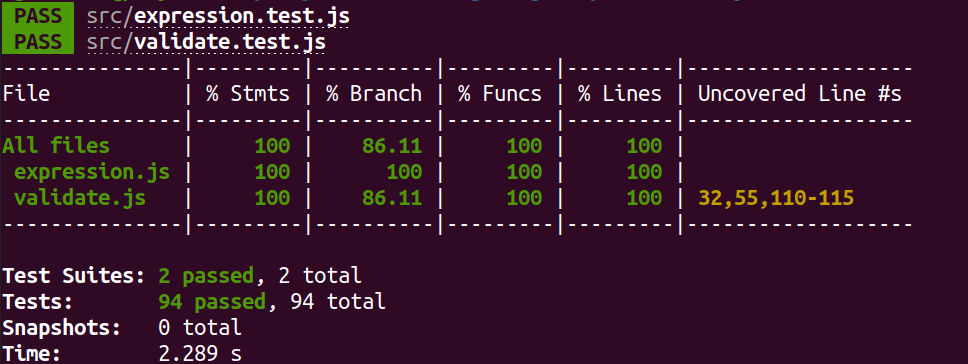 PASS src/expression.test.js
PASS src/validate.test.js
---------------|---------|----------|---------|---------|-------------------
File           | % Stmts | % Branch | % Funcs | % Lines | Uncovered Line #s
---------------|---------|----------|---------|---------|-------------------
All files      |     100 |    86.11 |     100 |     100 |
 expression.js |     100 |      100 |     100 |     100 |
 validate.js   |     100 |    86.11 |     100 |     100 | 32,55,110-115
---------------|---------|----------|---------|---------|-------------------
Test Suites: 2 passed, 2 total
Tests:       94 passed, 94 total
Snapshots:   0 total
Time:        2.289 s